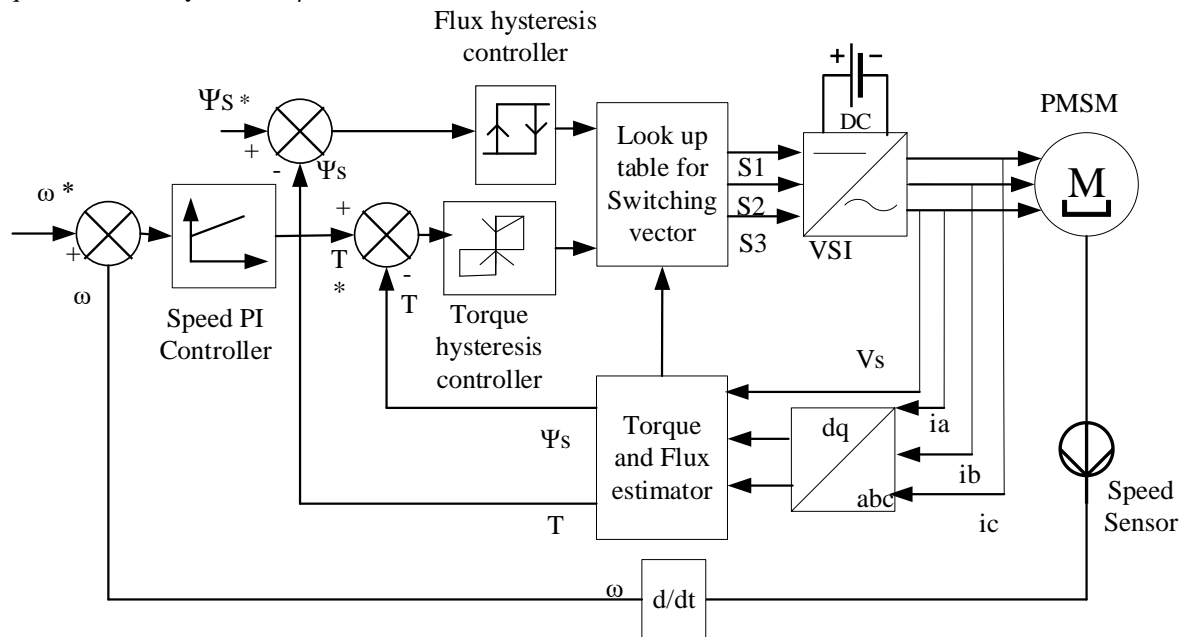 Flux hysteresis
controller
ΨS *
+
-
Ψs
ω *
+
ω
Speed PI
Controller
+
T
*
-
T
Torque
hysteresis
controller
Look up
table for
Switching
vector
S1
S2
S3
+ -
DC
VSI
PMSM
M
Vs
Torque
and Flux
estimator
Ψs
T
dq
abc
ia
ib
ic
Speed
Sensor
ω
d/dt